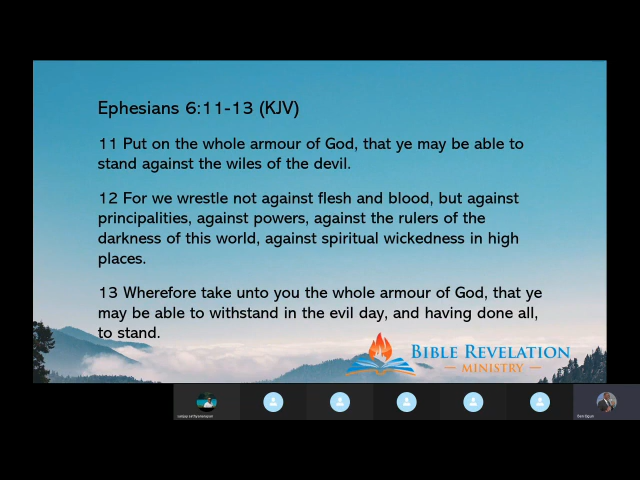 Ephesians 6:11-13 (KJV)
11 Put on the whole armour of God, that ye may be able to
stand against the wiles of the devil.
12 For we wrestle not against flesh and blood, but against
principalities, against powers, against the rulers of the
darkness of this world, against spiritual wickedness in high
places.
13 Wherefore take unto you the whole armour of God, that ye
may be able to withstand in the evil day, and having done all,
to stand.
BIBLE REVELATION
MINISTRY